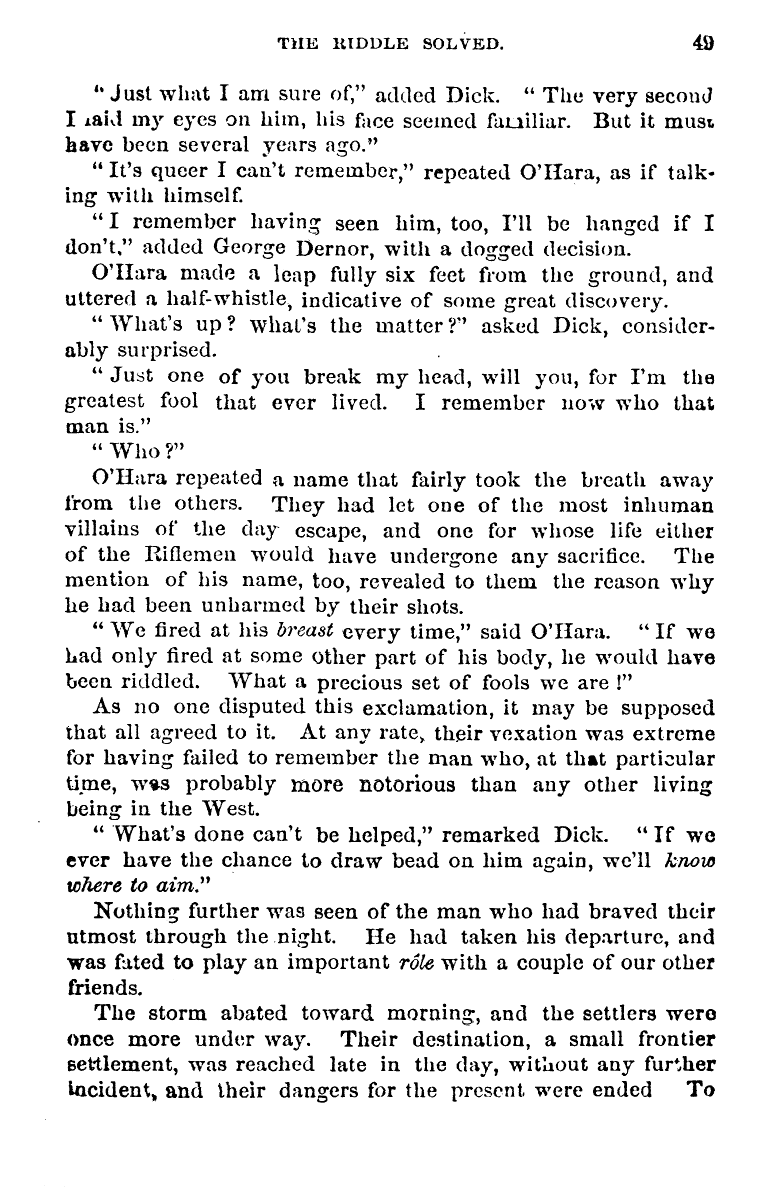 THE RIDDLE SOLVED. 49
“Just what I am sure of,” added Dick. “The very second
I laid my eyes on him, his face seemed familiar. But it must
have been several years ago.”
“It's queer I can't remember,” repeated O'Hara, as if talk-
ing with himself.
“I remember having seen him, too, I'll be hanged if I
don't,” added George Dernor, with a dogged decision.
O'Hara made a leap fully six feet from the ground, and
uttered a half-whistle, indicative of some great discovery.
“What's up? what's the matter?” asked Dick, consider-
ably surprised.
“Just one of you break my head, will you, for I'm the
greatest fool that ever lived. I remember now who that
man is.”
“Who?”
O'Hara repeated a name that fairly took the breath away
from the others. They had let one of the most inhuman
villains of the day escape, and one for whose life either
of the Riflemen would have undergone any sacrifice. The
mention of his name, too, revealed to them the reason why
he had been unharmed by their shots.
“We fired at his breast every time,” said O'Hara. “If we
had only fired at some other part of his body, he would have
been riddled. What a precious set of fools we are!”
As no one disputed this exclamation, it may be supposed
that all agreed to it. At any rate, their vexation was extreme
for having failed to remember the man who, at that particular
time, was probably more notorious than any other living
being in the West.
“What's done can't be helped,” remarked Dick. “If we
ever have the chance to draw bead on him again, we'll know
where to aim.”
Nothing further was seen of the man who had braved their
utmost through the night. He had taken his departure, and
was fated to play an important rôle with a couple of our other
friends.
The storm abated toward morning, and the settlers were
once more under way. Their destination, a small frontier
settlement, was reached late in the day, without any further
incident, and their dangers for the present were ended To